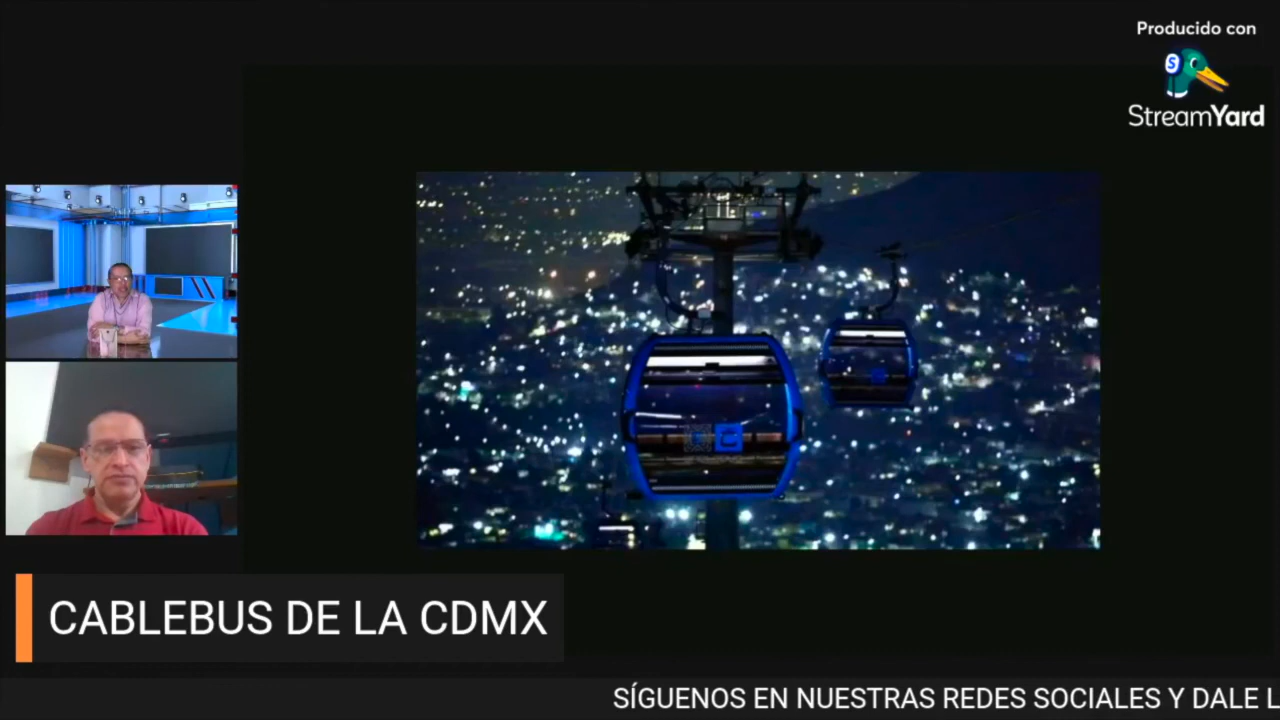 Producido con
StreamYard
CABLEBUS DE LA CDMX
SÍGUENOS EN NUESTRAS REDES SOCIALES Y DALE L